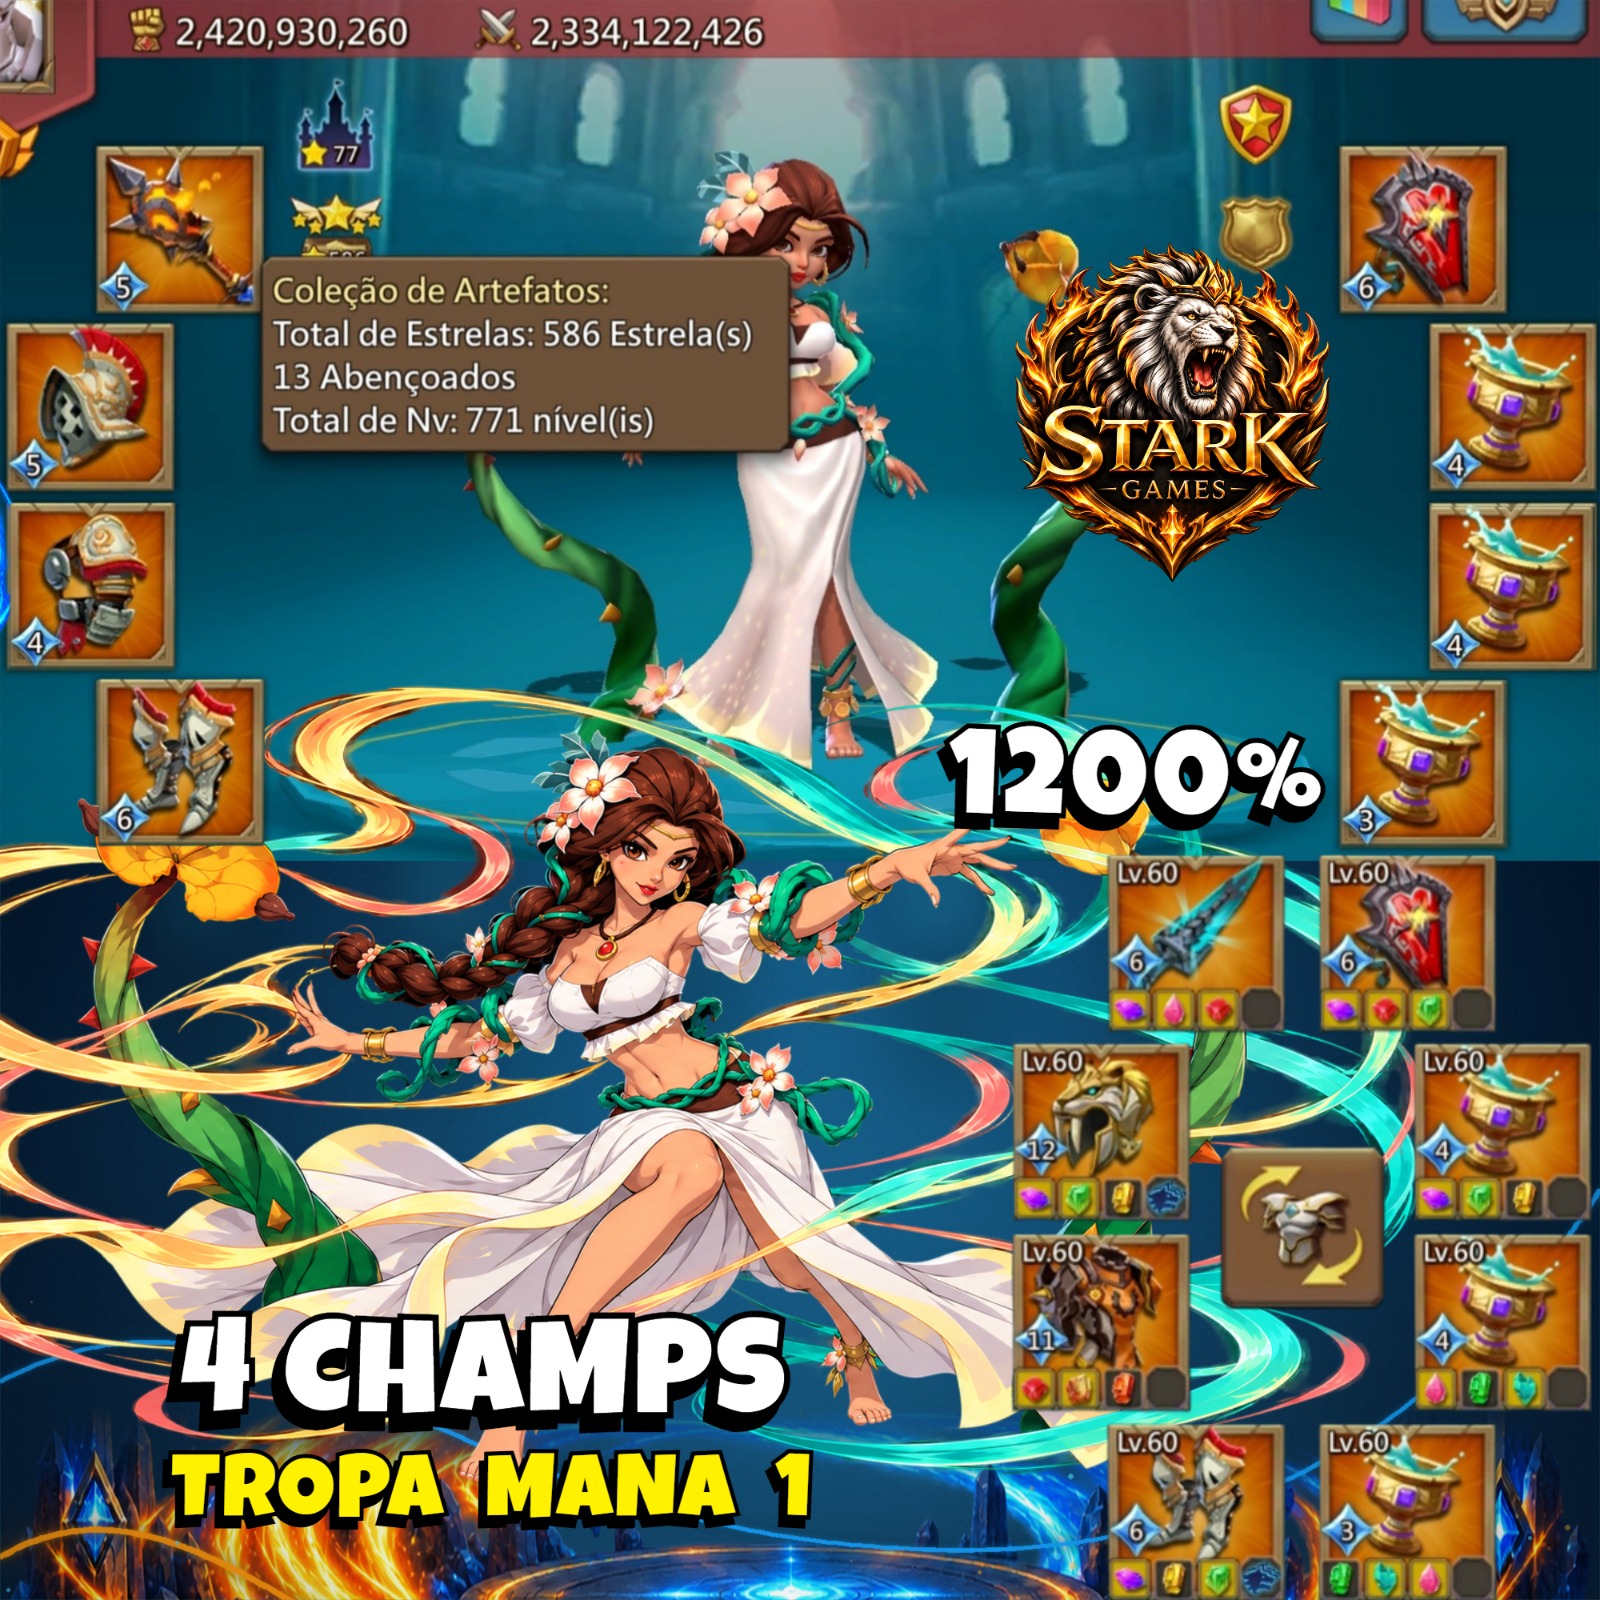 2,420,930,260
2,334,122,426
77
5
6
Coleção de Artefatos:
Total de Estrelas: 586 Estrela(s)
13 Abençoados
Total de Nv: 771 nível(is)
STARK
GAMES
5
4
4
4
6
3
1200%
Lv.60
6
Lv.60
6
Lv.60
12
Lv.60
4
Lv.60
11
Lv.60
4
4 CHAMPS
TROPA MANA 1
Lv.60
6
Lv.60
3